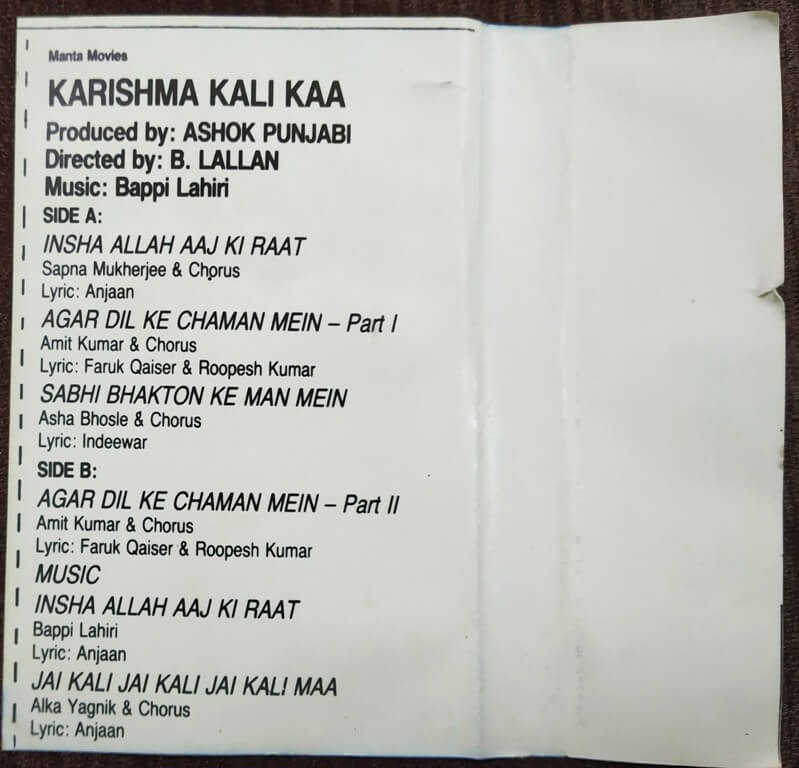 Manta Movies
KARISHMA KALI KAA
Produced by: ASHOK PUNJABI
Directed by: B. LALLAN
Music: Bappi Lahiri
SIDE A:
INSHA ALLAH AAJ KI RAAT
Sapna Mukherjee & Chorus
Lyric: Anjaan
AGAR DIL KE CHAMAN MEIN – Part I
Amit Kumar & Chorus
Lyric: Faruk Qaiser & Roopesh Kumar
SABHI BHAKTON KE MAN MEIN
Asha Bhosle & Chorus
Lyric: Indeewar
SIDE B:
AGAR DIL KE CHAMAN MEIN – Part II
Amit Kumar & Chorus
Lyric: Faruk Qaiser & Roopesh Kumar
MUSIC
INSHA ALLAH AAJ KI RAAT
Bappi Lahiri
Lyric: Anjaan
JAI KALI JAI KALI JAI KALI MAA
Alka Yagnik & Chorus
Lyric: Anjaan